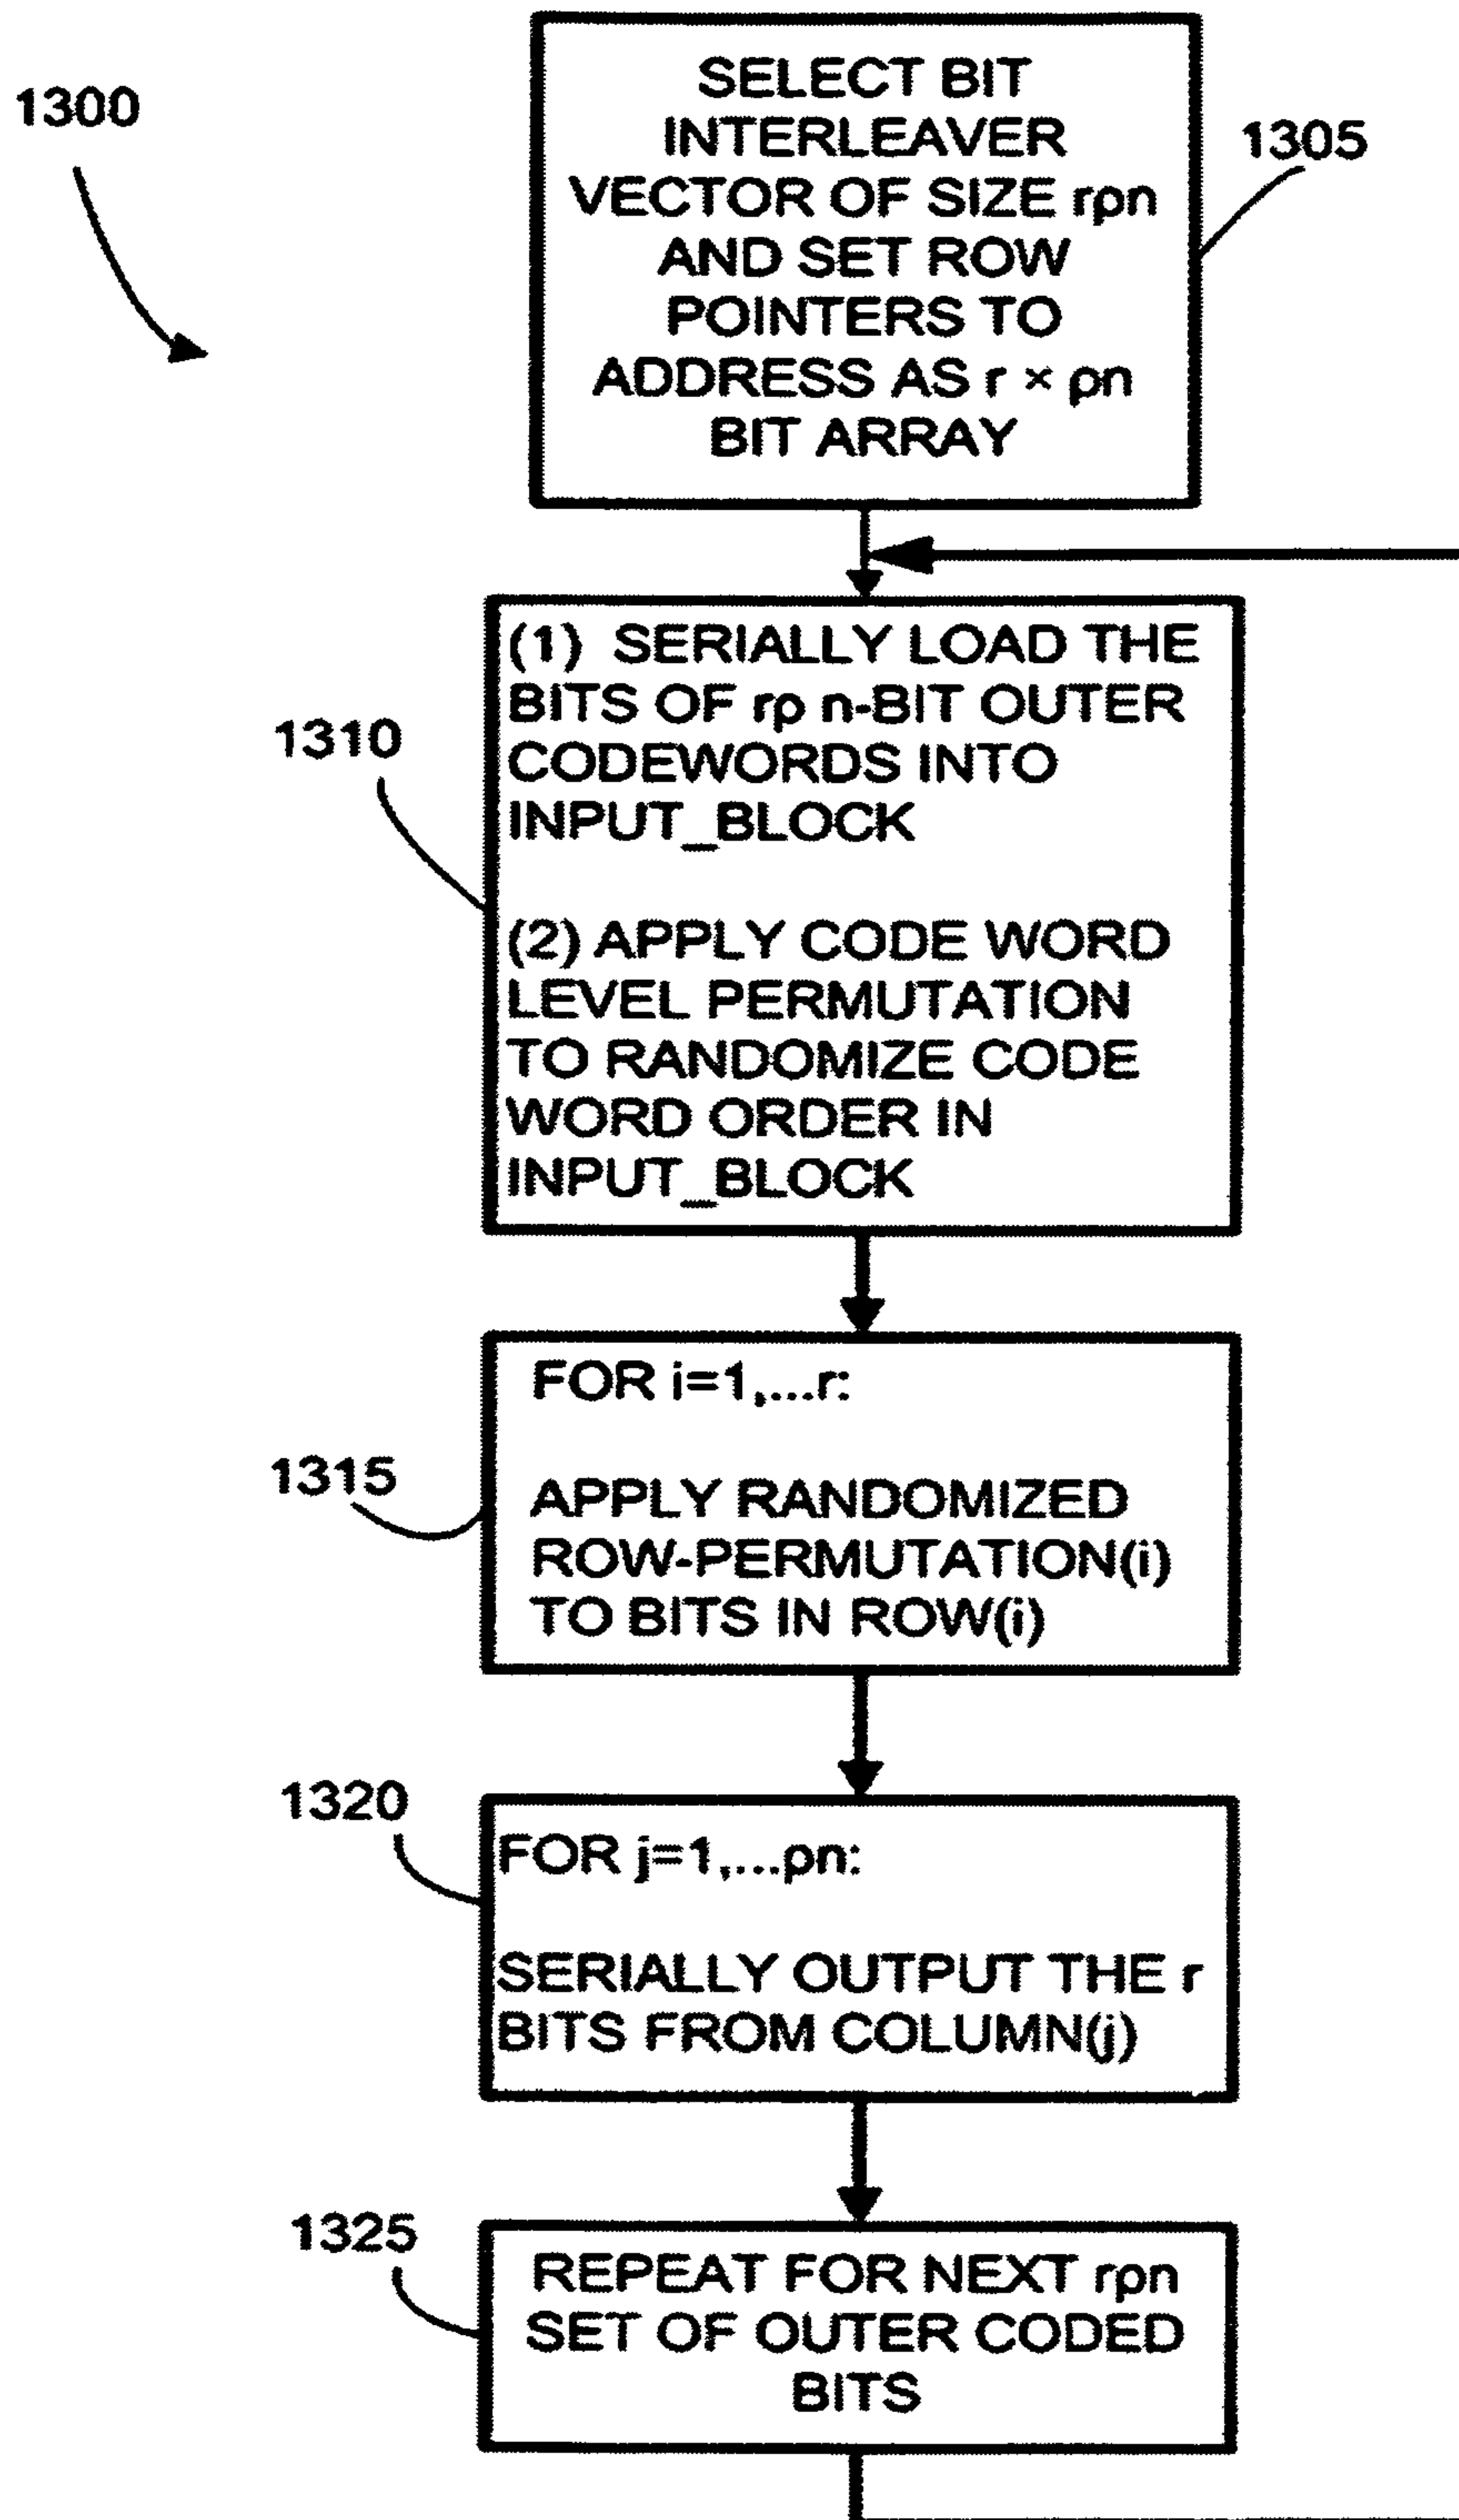 1300
SELECT BIT
INTERLEAVER
VECTOR OF SIZE rρn
AND SET ROW
POINTERS TO
ADDRESS AS r × ρn
BIT ARRAY
1305
(1) SERIALLY LOAD THE
BITS OF rρ n-BIT OUTER
CODEWORDS INTO
INPUT_BLOCK
(2) APPLY CODE WORD
LEVEL PERMUTATION
TO RANDOMIZE CODE
WORD ORDER IN
INPUT_BLOCK
1310
FOR i=1,...r:
APPLY RANDOMIZED
ROW-PERMUTATION(i)
TO BITS IN ROW(i)
1315
1320
FOR j=1,...ρn:
SERIALLY OUTPUT THE r
BITS FROM COLUMN(j)
1325
REPEAT FOR NEXT rρn
SET OF OUTER CODED
BITS